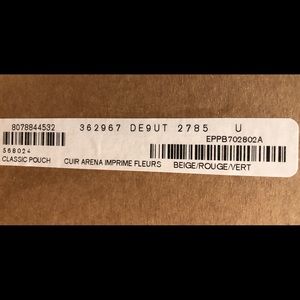 8078844532 362967 DE9UT 2785 U
EPPB702802A
568024
CLASSIC POUCH CUIR ARENA IMPRIME FLEURS BEIGE/ROUGE/VERT